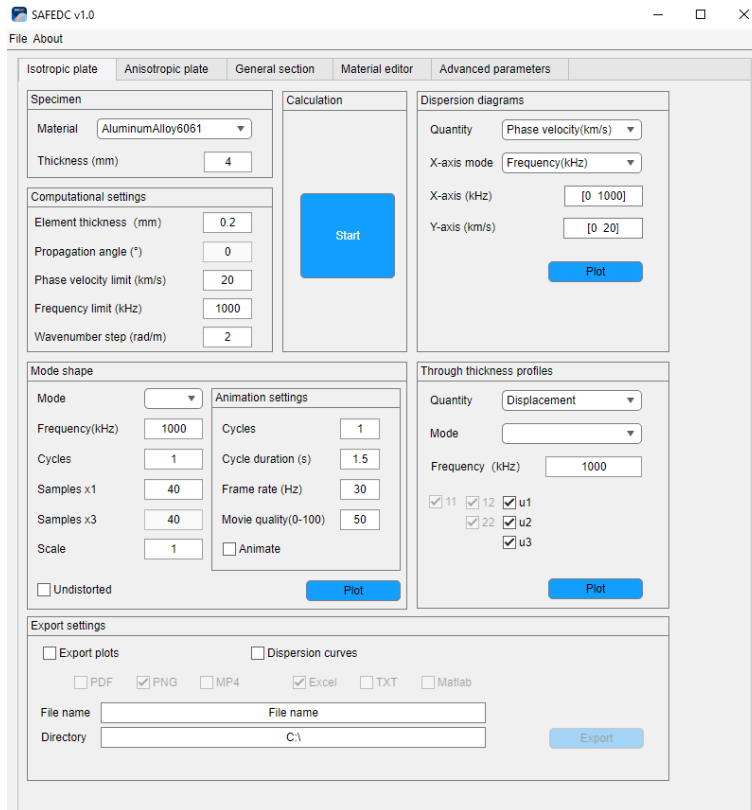 SAFEDC v1.0
File About
Isotropic plate Anisotropic plate General section Material editor Advanced parameters
Specimen
Material AluminumAlloy6061
Thickness (mm) 4
Computational settings
Element thickness (mm) 0.2
Propagation angle (°) 0
Phase velocity limit (km/s) 20
Frequency limit (kHz) 1000
Wavenumber step (rad/m) 2
Calculation
Start
Dispersion diagrams
Quantity Phase velocity(km/s)
X-axis mode Frequency(kHz)
X-axis (kHz) [0 1000]
Y-axis (km/s) [0 20]
Plot
Mode shape
Mode
Frequency(kHz) 1000
Cycles 1
Samples x1 40
Samples x3 40
Scale 1
Undistorted
Animation settings
Cycles 1
Cycle duration (s) 1.5
Frame rate (Hz) 30
Movie quality(0-100) 50
Animate
Plot
Through thickness profiles
Quantity Displacement
Mode
Frequency (kHz) 1000
11 12 u1
22 u2
u3
Plot
Export settings
Export plots Dispersion curves
PDF PNG MP4 Excel TXT Matlab
File name File name
Directory C:\
Export